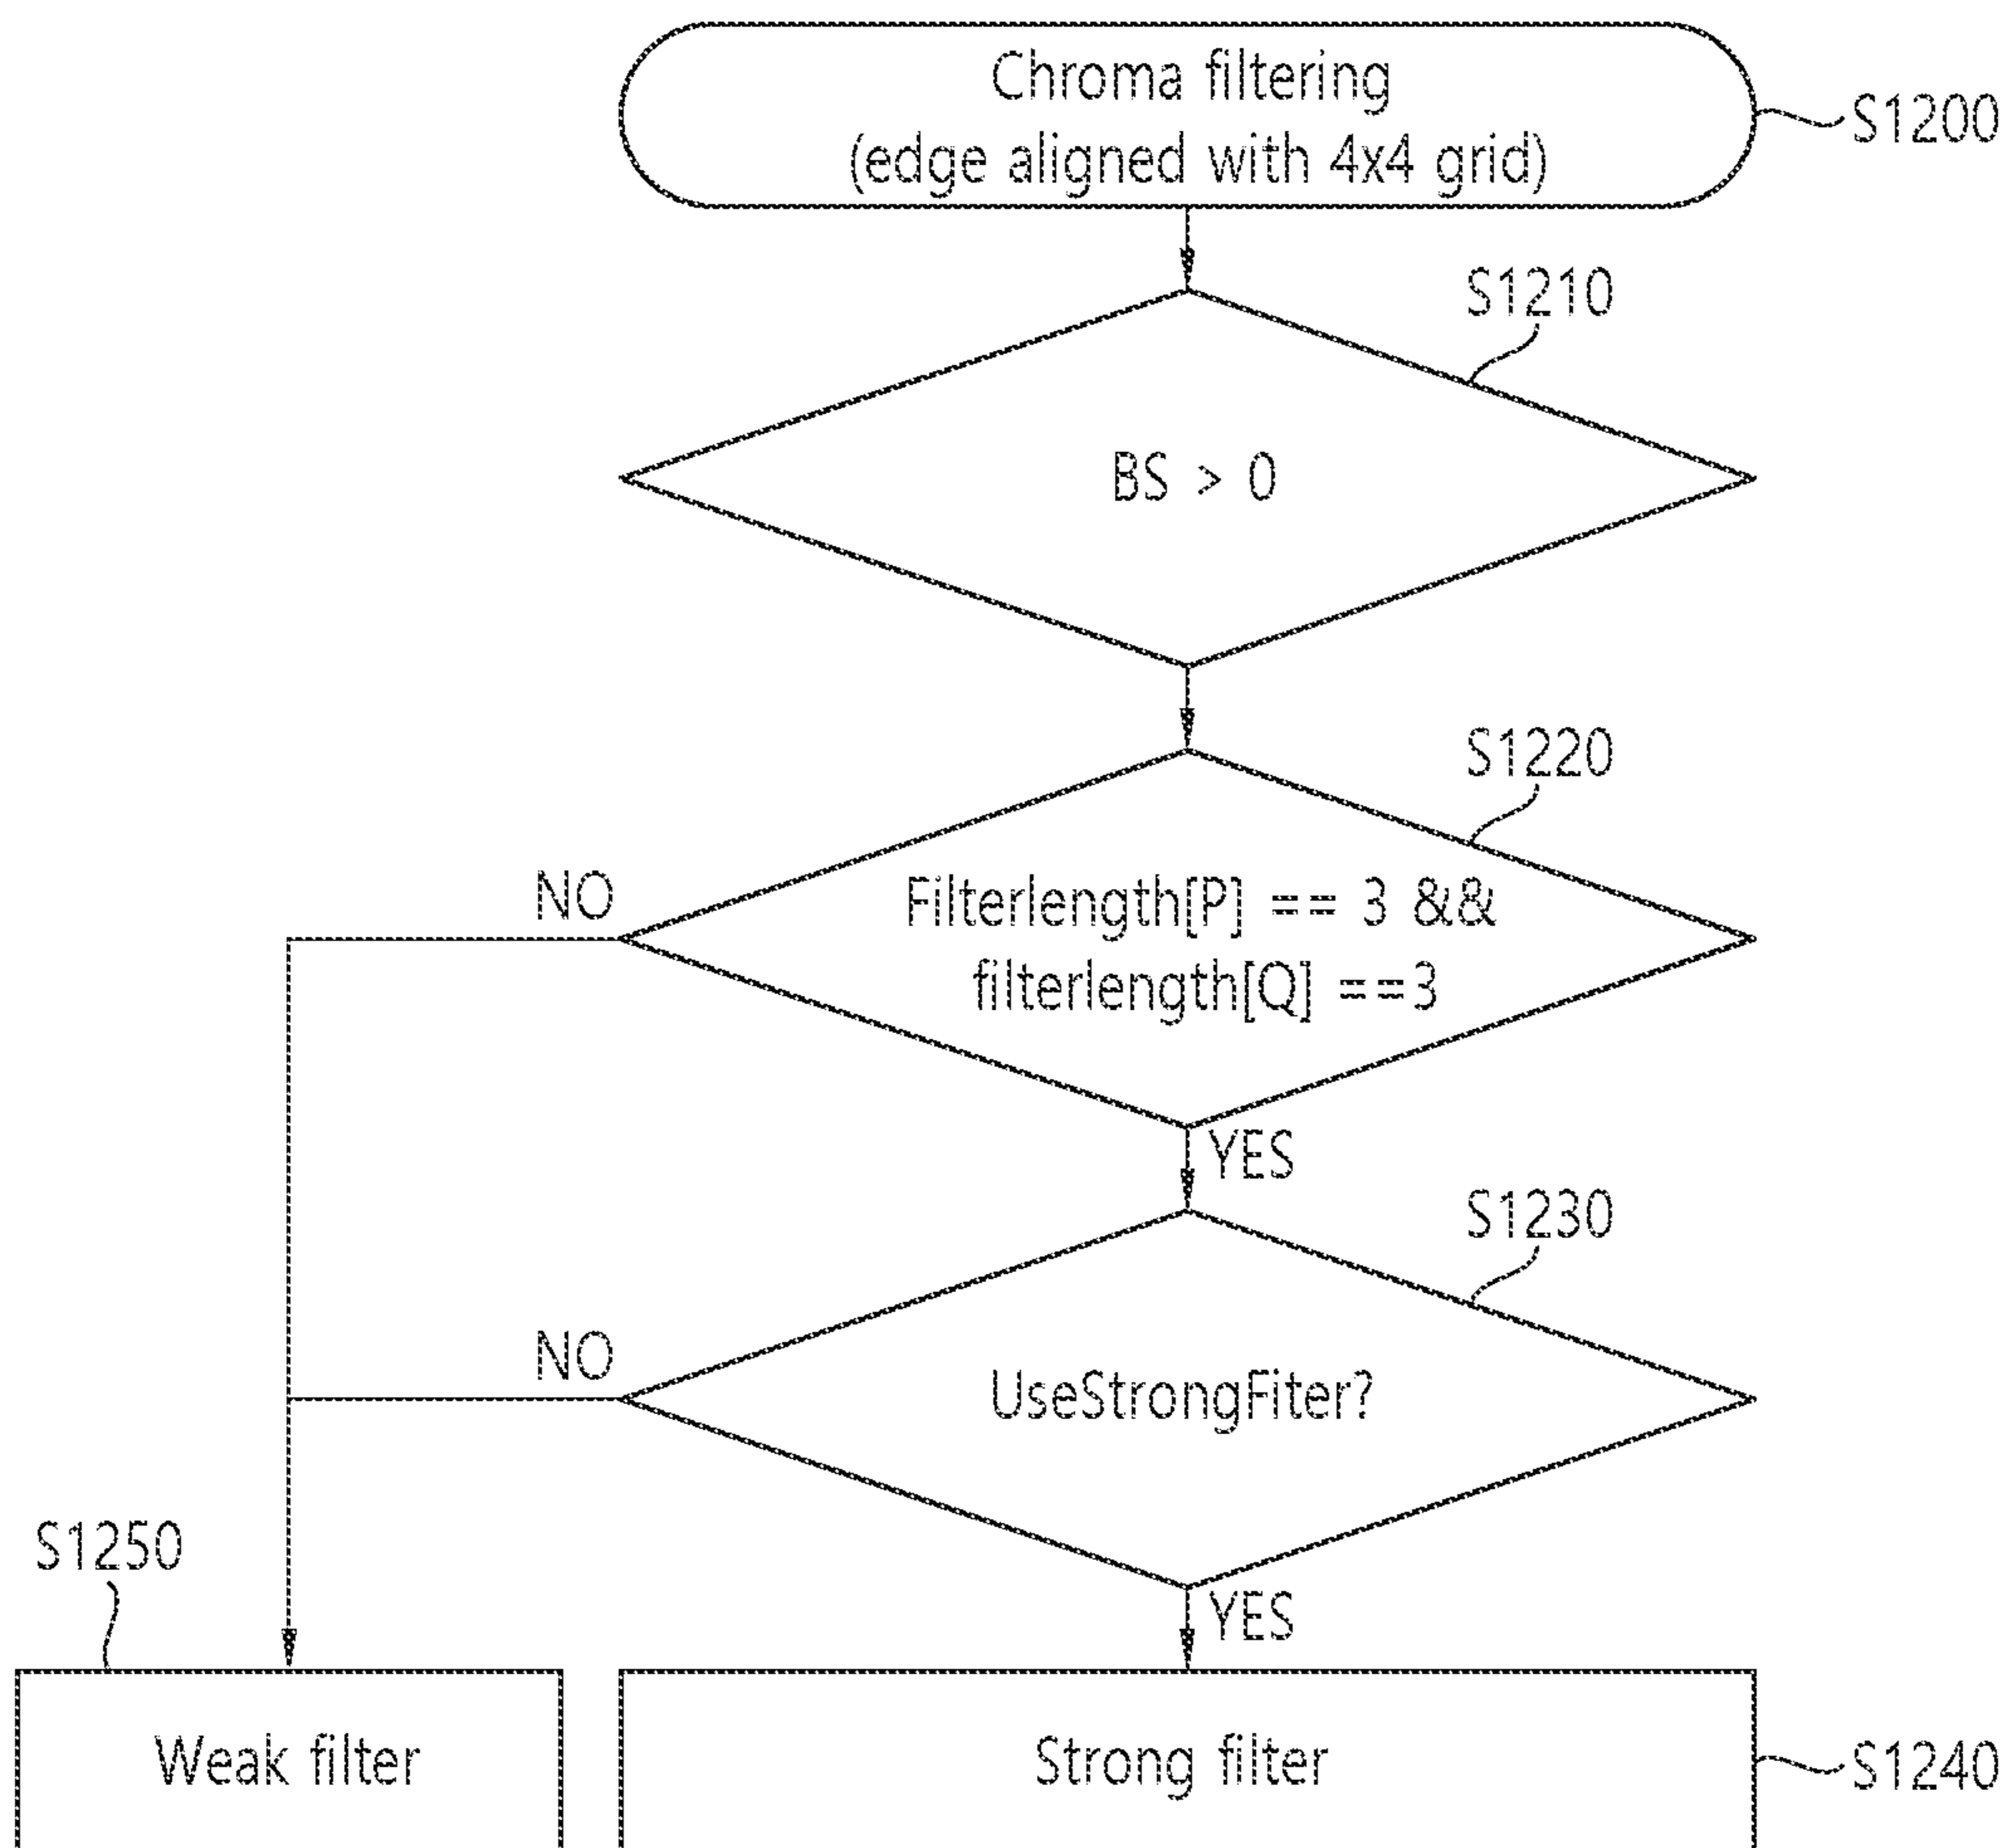 Chroma filtering
(edge aligned with 4x4 grid)
S1200
S1210
BS > 0
S1220
NO
Filterlength[P] == 3 &&
filterlength[Q] ==3
YES
S1230
NO
UseStrongFiter?
S1250
YES
Weak filter
Strong filter
S1240